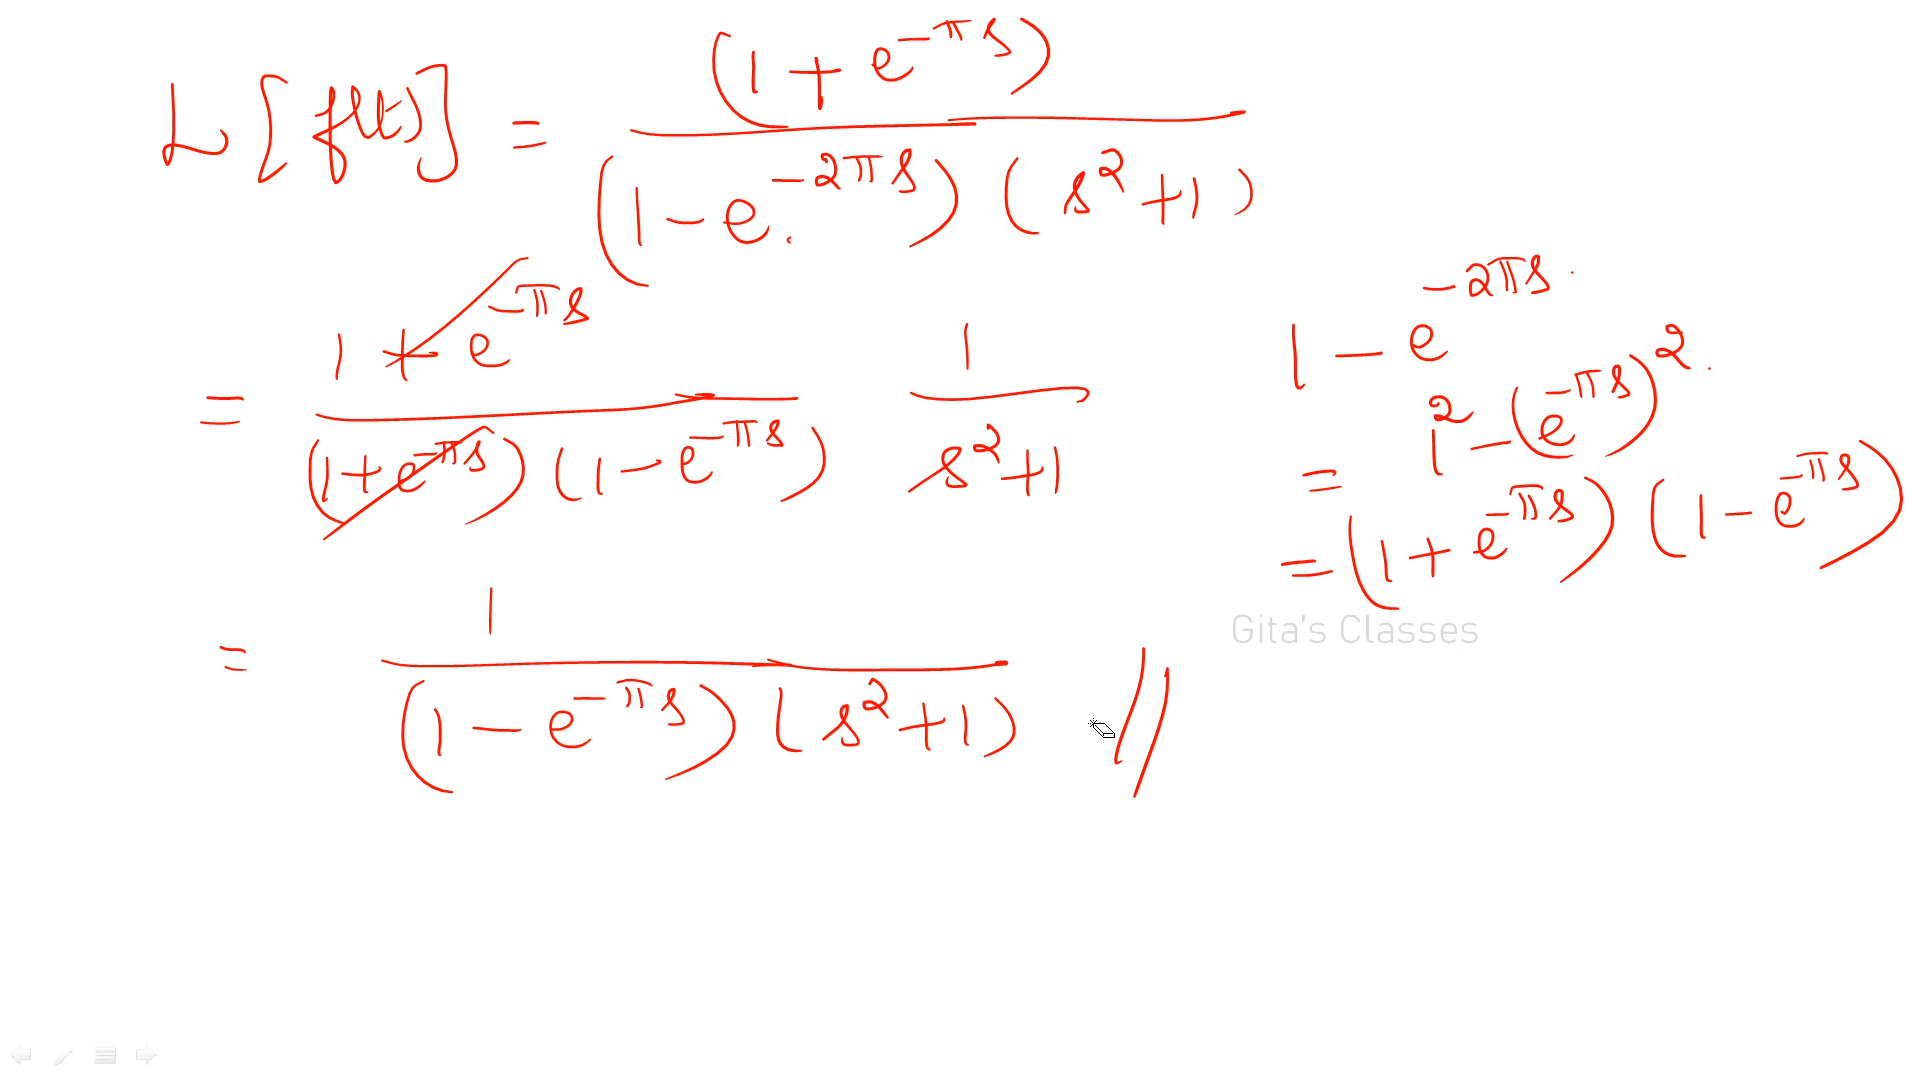 L[f(t)] = (1 + e^{-πs}) / (1 - e^{-2πs}) (s^2 + 1)
= 1 + e^{-πs} / (1 + e^{-πs}) (1 - e^{-πs}) 1 / s^2 + 1
= 1 / (1 - e^{-πs}) (s^2 + 1) //
1 - e^{-2πs}
= 1^2 - (e^{-πs})^2
= (1 + e^{-πs}) (1 - e^{-πs})
Gita's Classes